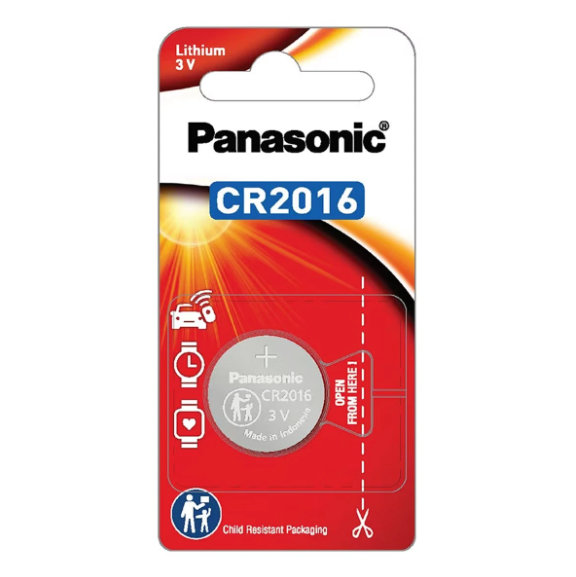 Lithium
3 V
Panasonic®
CR2016
+
Panasonic
CR2016
3 V
Made in Indonesia
OPEN
FROM HERE !
Child Resistant Packaging